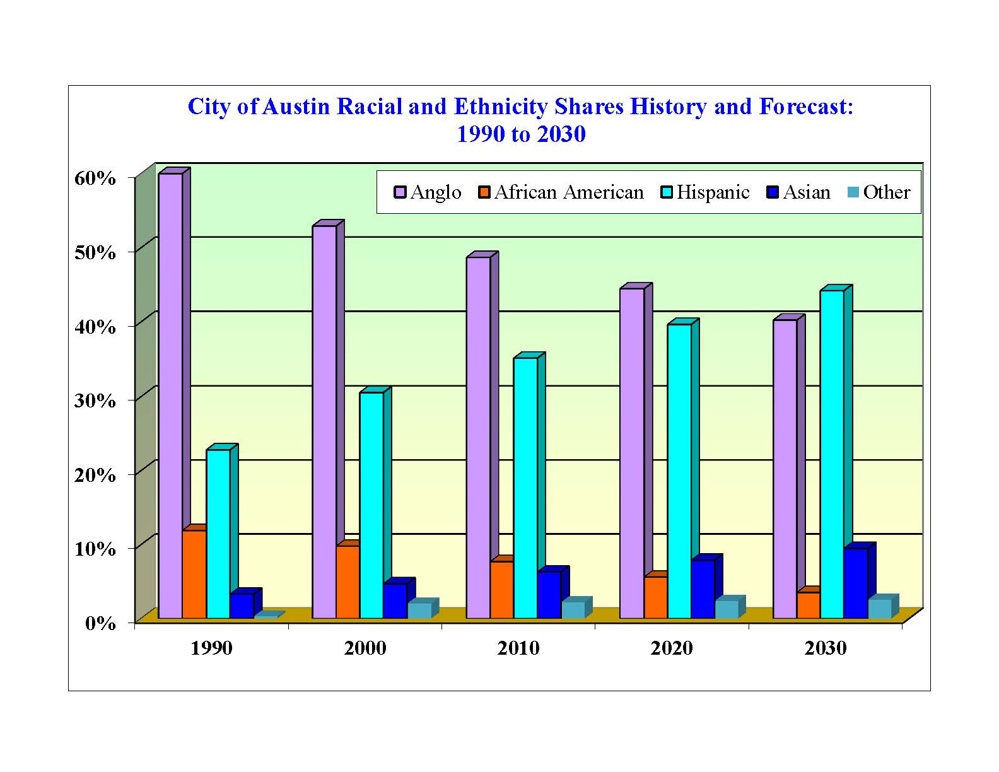 City of Austin Racial and Ethnicity Shares History and Forecast:
1990 to 2030
Anglo African American Hispanic Asian Other
60%
50%
40%
30%
20%
10%
0%
1990 2000 2010 2020 2030